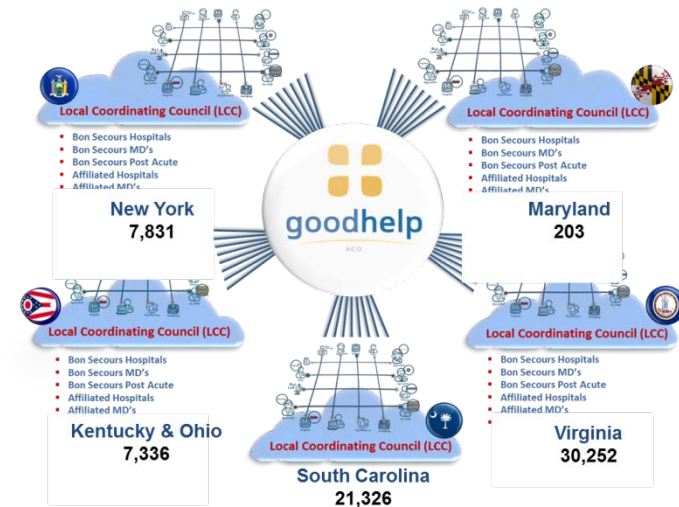 Local Coordinating Council (LCC)
Bon Secours Hospitals
Bon Secours MD's
Bon Secours Post Acute
Affiliated Hospitals
Affiliated MD's
New York
7,831
Local Coordinating Council (LCC)
Bon Secours Hospitals
Bon Secours MD's
Bon Secours Post Acute
Affiliated Hospitals
Affiliated MD's
Maryland
203
goodhelp
ACO
Local Coordinating Council (LCC)
Bon Secours Hospitals
Bon Secours MD's
Bon Secours Post Acute
Affiliated Hospitals
Affiliated MD's
Kentucky & Ohio
7,336
Local Coordinating Council (LCC)
South Carolina
21,326
Local Coordinating Council (LCC)
Bon Secours Hospitals
Bon Secours MD's
Bon Secours Post Acute
Affiliated Hospitals
Affiliated MD's
Virginia
30,252